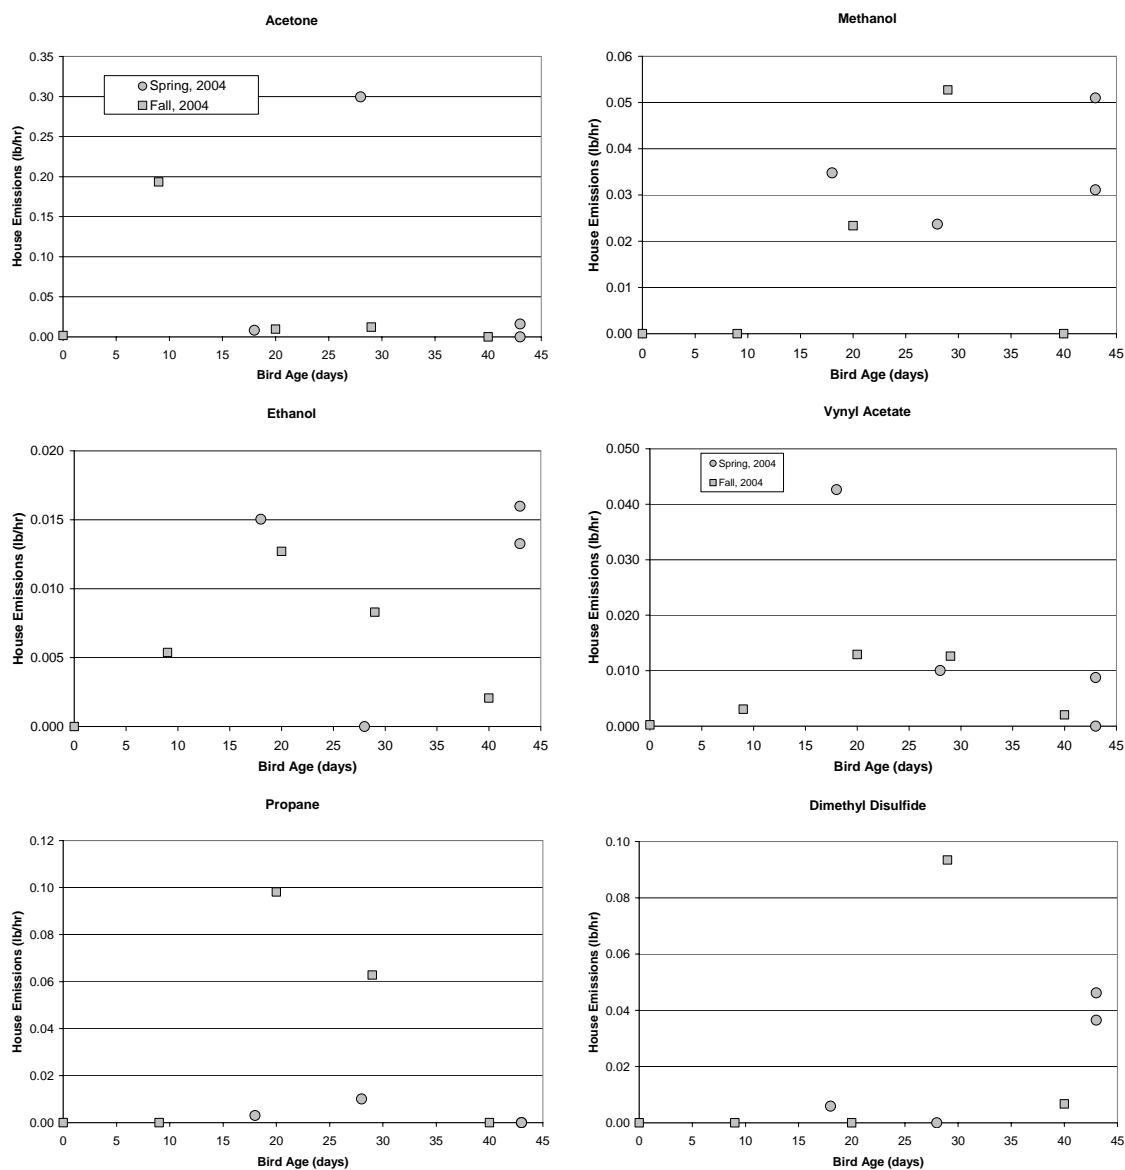 Acetone
House Emissions (lb/hr)
0.35
0.30
0.25
0.20
0.15
0.10
0.05
0.00
Spring, 2004
Fall, 2004
0 5 10 15 20 25 30 35 40 45
Bird Age (days)
Methanol
House Emissions (lb/hr)
0.06
0.05
0.04
0.03
0.02
0.01
0.00
0 10 20 30 40
Bird Age (days)
Ethanol
House Emissions (lb/hr)
0.020
0.015
0.010
0.005
0.000
0 5 10 15 20 25 30 35 40 45
Bird Age (days)
Vynyl Acetate
House Emissions (lb/hr)
0.050
0.040
0.030
0.020
0.010
0.000
Spring, 2004
Fall, 2004
0 5 10 15 20 25 30 35 40 45
Bird Age (days)
Propane
House Emissions (lb/hr)
0.12
0.10
0.08
0.06
0.04
0.02
0.00
0 5 10 15 20 25 30 35 40 45
Bird Age (days)
Dimethyl Disulfide
House Emissions (lb/hr)
0.10
0.08
0.06
0.04
0.02
0.00
0 5 10 15 20 25 30 35 40 45
Bird Age (days)